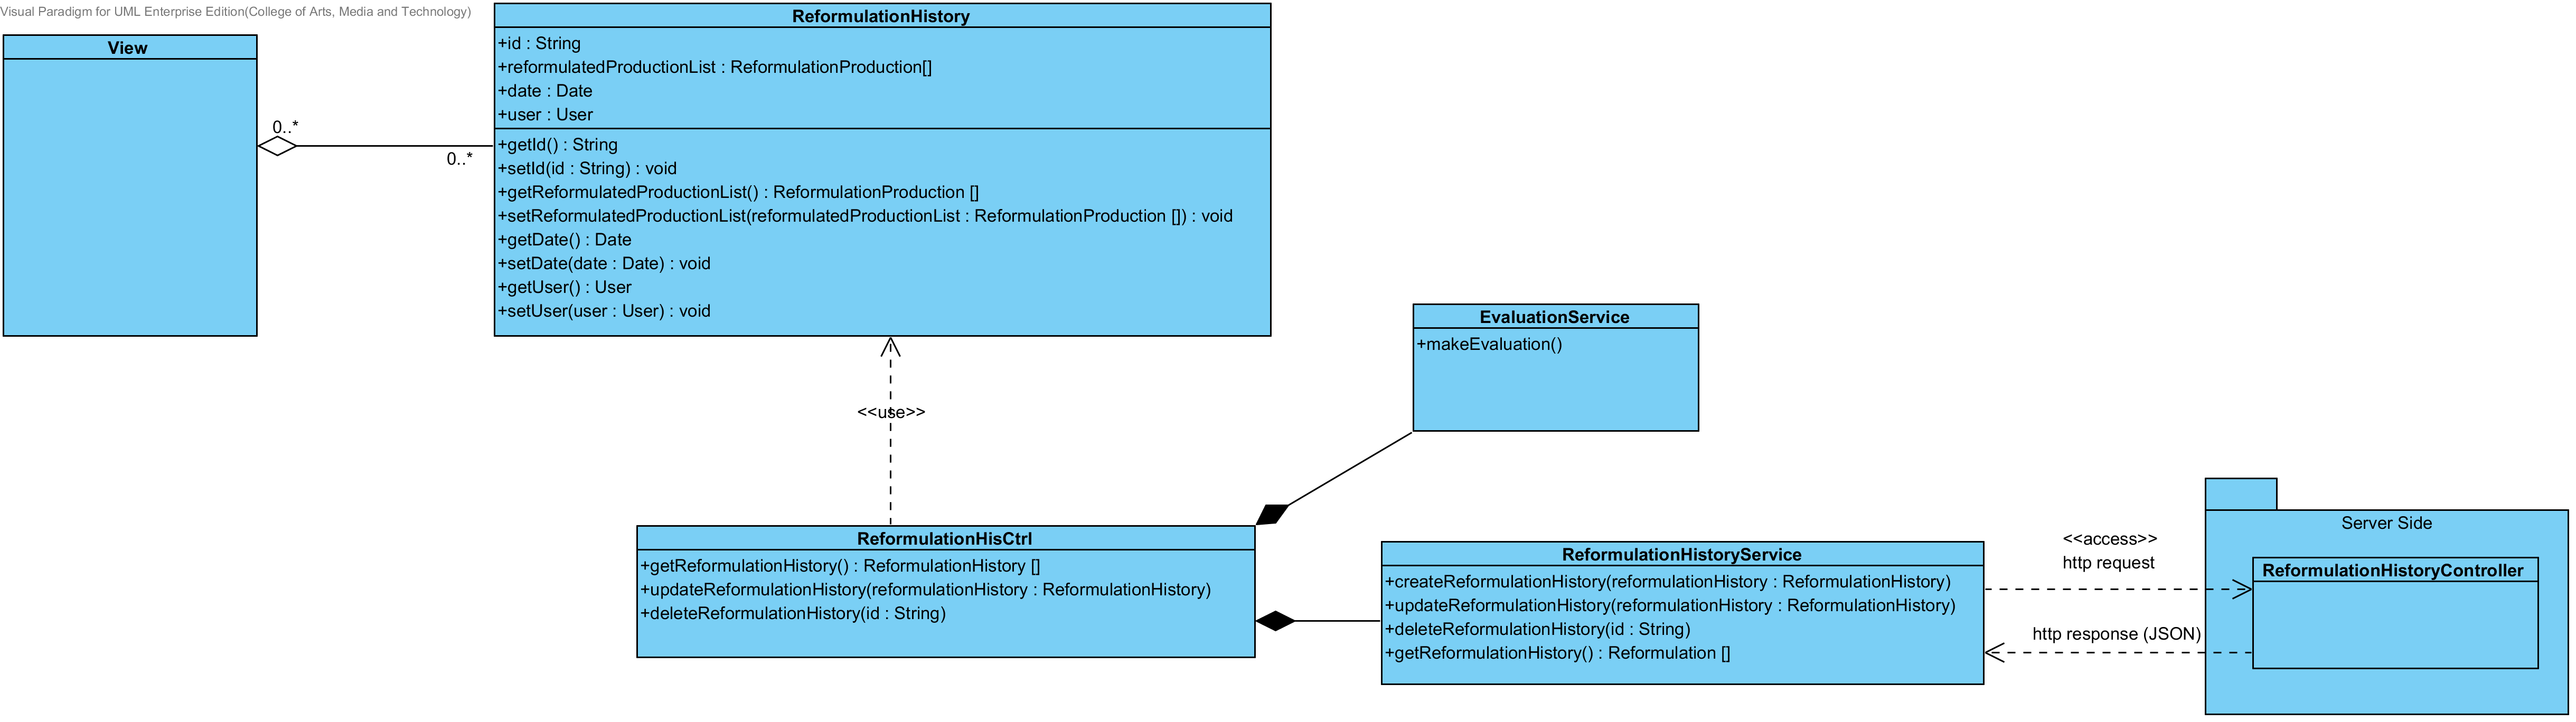 Visual Paradigm for UML Enterprise Edition(College of Arts, Media and Technology)
View
0..*
0..*
ReformulationHistory
+id : String
+reformulatedProductionList : ReformulationProduction[]
+date : Date
+user : User
+getId() : String
+setId(id : String) : void
+getReformulatedProductionList() : ReformulationProduction []
+setReformulatedProductionList(reformulatedProductionList : ReformulationProduction []) : void
+getDate() : Date
+setDate(date : Date) : void
+getUser() : User
+setUser(user : User) : void
<<use>>
EvaluationService
+makeEvaluation()
ReformulationHisCtrl
+getReformulationHistory() : ReformulationHistory []
+updateReformulationHistory(reformulationHistory : ReformulationHistory)
+deleteReformulationHistory(id : String)
ReformulationHistoryService
+createReformulationHistory(reformulationHistory : ReformulationHistory)
+updateReformulationHistory(reformulationHistory : ReformulationHistory)
+deleteReformulationHistory(id : String)
+getReformulationHistory() : Reformulation []
<<access>>
http request
http response (JSON)
Server Side
ReformulationHistoryController